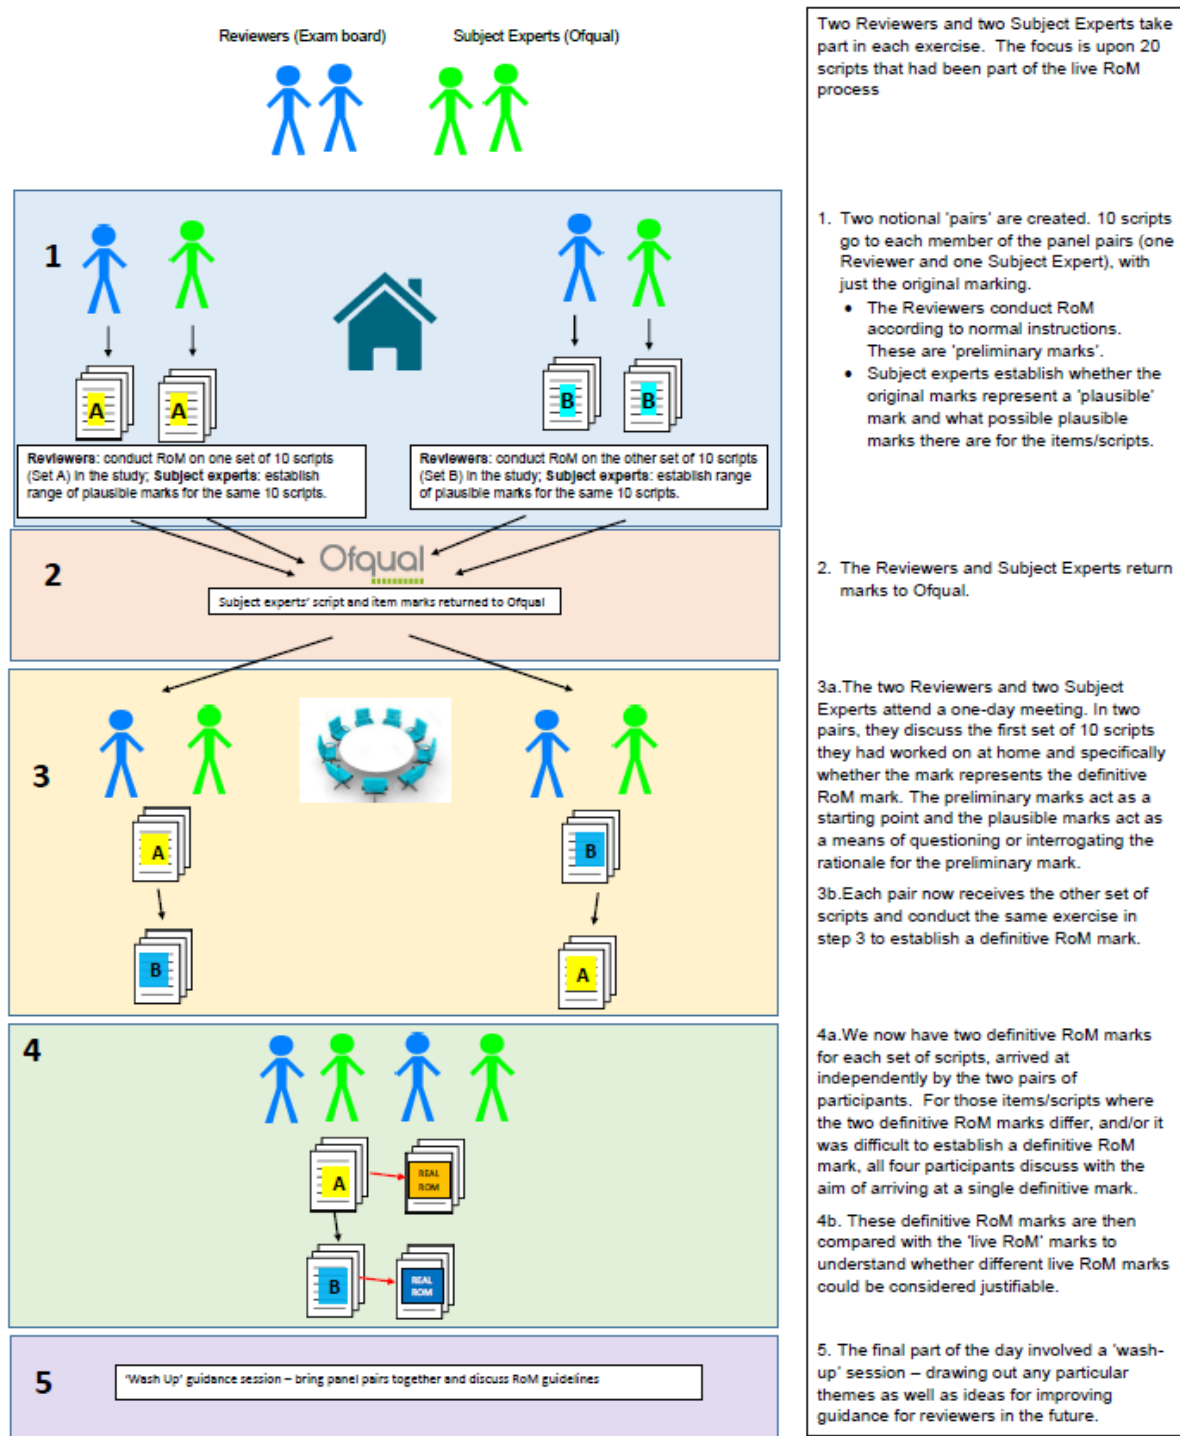 Reviewers (Exam board)
Subject Experts (Ofqual)
Two Reviewers and two Subject Experts take
part in each exercise. The focus is upon 20
scripts that had been part of the live RoM
process
1
A
A
B
B
Reviewers: conduct RoM on one set of 10 scripts
(Set A) in the study; Subject experts: establish
range of plausible marks for the same 10 scripts.
Reviewers: conduct RoM on the other set of 10 scripts
(Set B) in the study; Subject experts: establish range
of plausible marks for the same 10 scripts.
1. Two notional 'pairs' are created. 10 scripts
go to each member of the panel pairs (one
Reviewer and one Subject Expert), with
just the original marking.
• The Reviewers conduct RoM
according to normal instructions.
These are 'preliminary marks'.
• Subject experts establish whether the
original marks represent a 'plausible'
mark and what possible plausible
marks there are for the items/scripts.
2
Ofqual
Subject experts' script and item marks returned to Ofqual
2. The Reviewers and Subject Experts return
marks to Ofqual.
3
A
B
B
A
3a.The two Reviewers and two Subject
Experts attend a one-day meeting. In two
pairs, they discuss the first set of 10 scripts
they had worked on at home and specifically
whether the mark represents the definitive
RoM mark. The preliminary marks act as a
starting point and the plausible marks act as
a means of questioning or interrogating the
rationale for the preliminary mark.
3b.Each pair now receives the other set of
scripts and conduct the same exercise in
step 3 to establish a definitive RoM mark.
4
A
REAL
ROM
B
REAL
ROM
4a.We now have two definitive RoM marks
for each set of scripts, arrived at
independently by the two pairs of
participants. For those items/scripts where
the two definitive RoM marks differ, and/or it
was difficult to establish a definitive RoM
mark, all four participants discuss with the
aim of arriving at a single definitive mark.
4b. These definitive RoM marks are then
compared with the 'live RoM' marks to
understand whether different live RoM marks
could be considered justifiable.
5
'Wash Up' guidance session – bring panel pairs together and discuss RoM guidelines
5. The final part of the day involved a 'wash-
up' session – drawing out any particular
themes as well as ideas for improving
guidance for reviewers in the future.